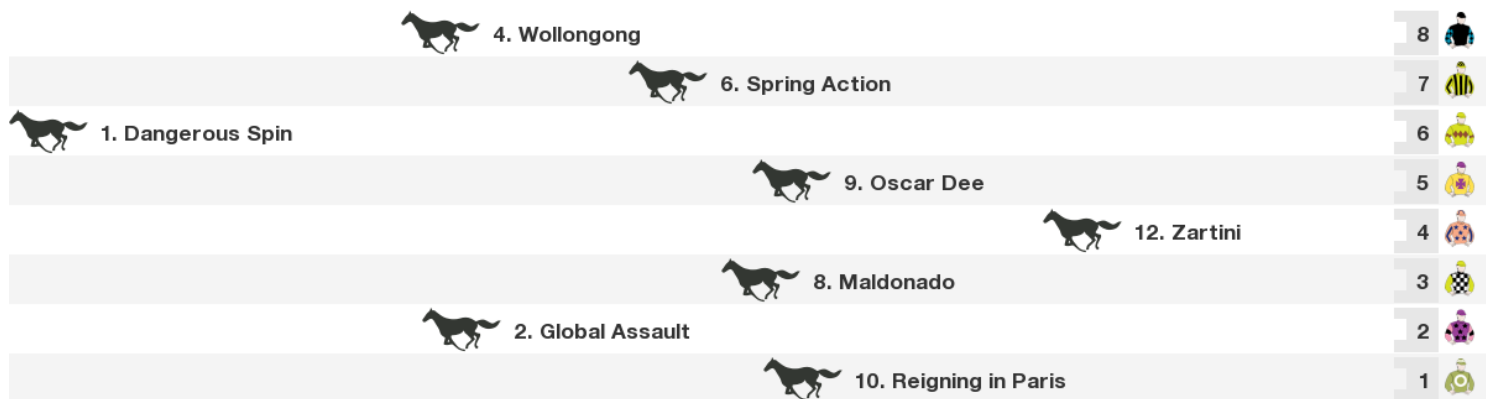 4. Wollongong 8
6. Spring Action 7
1. Dangerous Spin 6
9. Oscar Dee 5
12. Zartini 4
8. Maldonado 3
2. Global Assault 2
10. Reigning in Paris 1